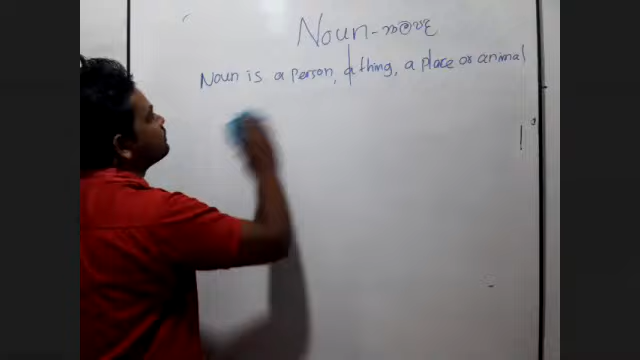 Noun-
Noun is a person, a thing, a place or animal